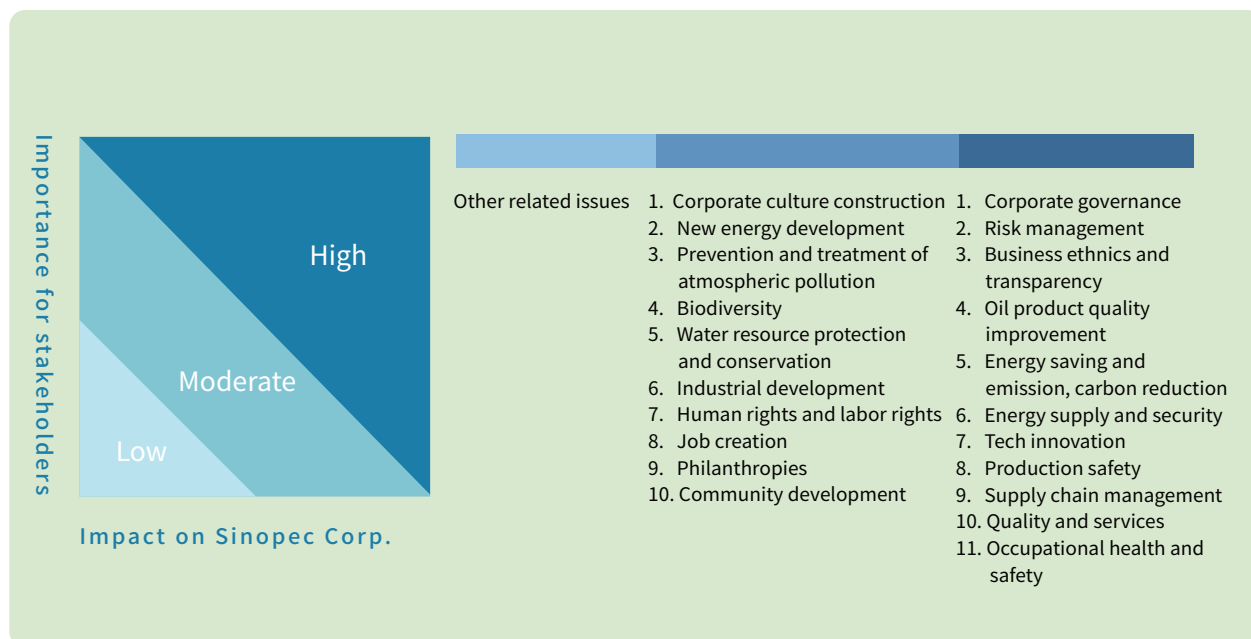 Importance for stakeholders
High
Moderate
Low
Impact on Sinopec Corp.
Other related issues
1. Corporate culture construction
2. New energy development
3. Prevention and treatment of
atmospheric pollution
4. Biodiversity
5. Water resource protection
and conservation
6. Industrial development
7. Human rights and labor rights
8. Job creation
9. Philanthropies
10. Community development
1. Corporate governance
2. Risk management
3. Business ethnics and
transparency
4. Oil product quality
improvement
5. Energy saving and
emission, carbon reduction
6. Energy supply and security
7. Tech innovation
8. Production safety
9. Supply chain management
10. Quality and services
11. Occupational health and
safety